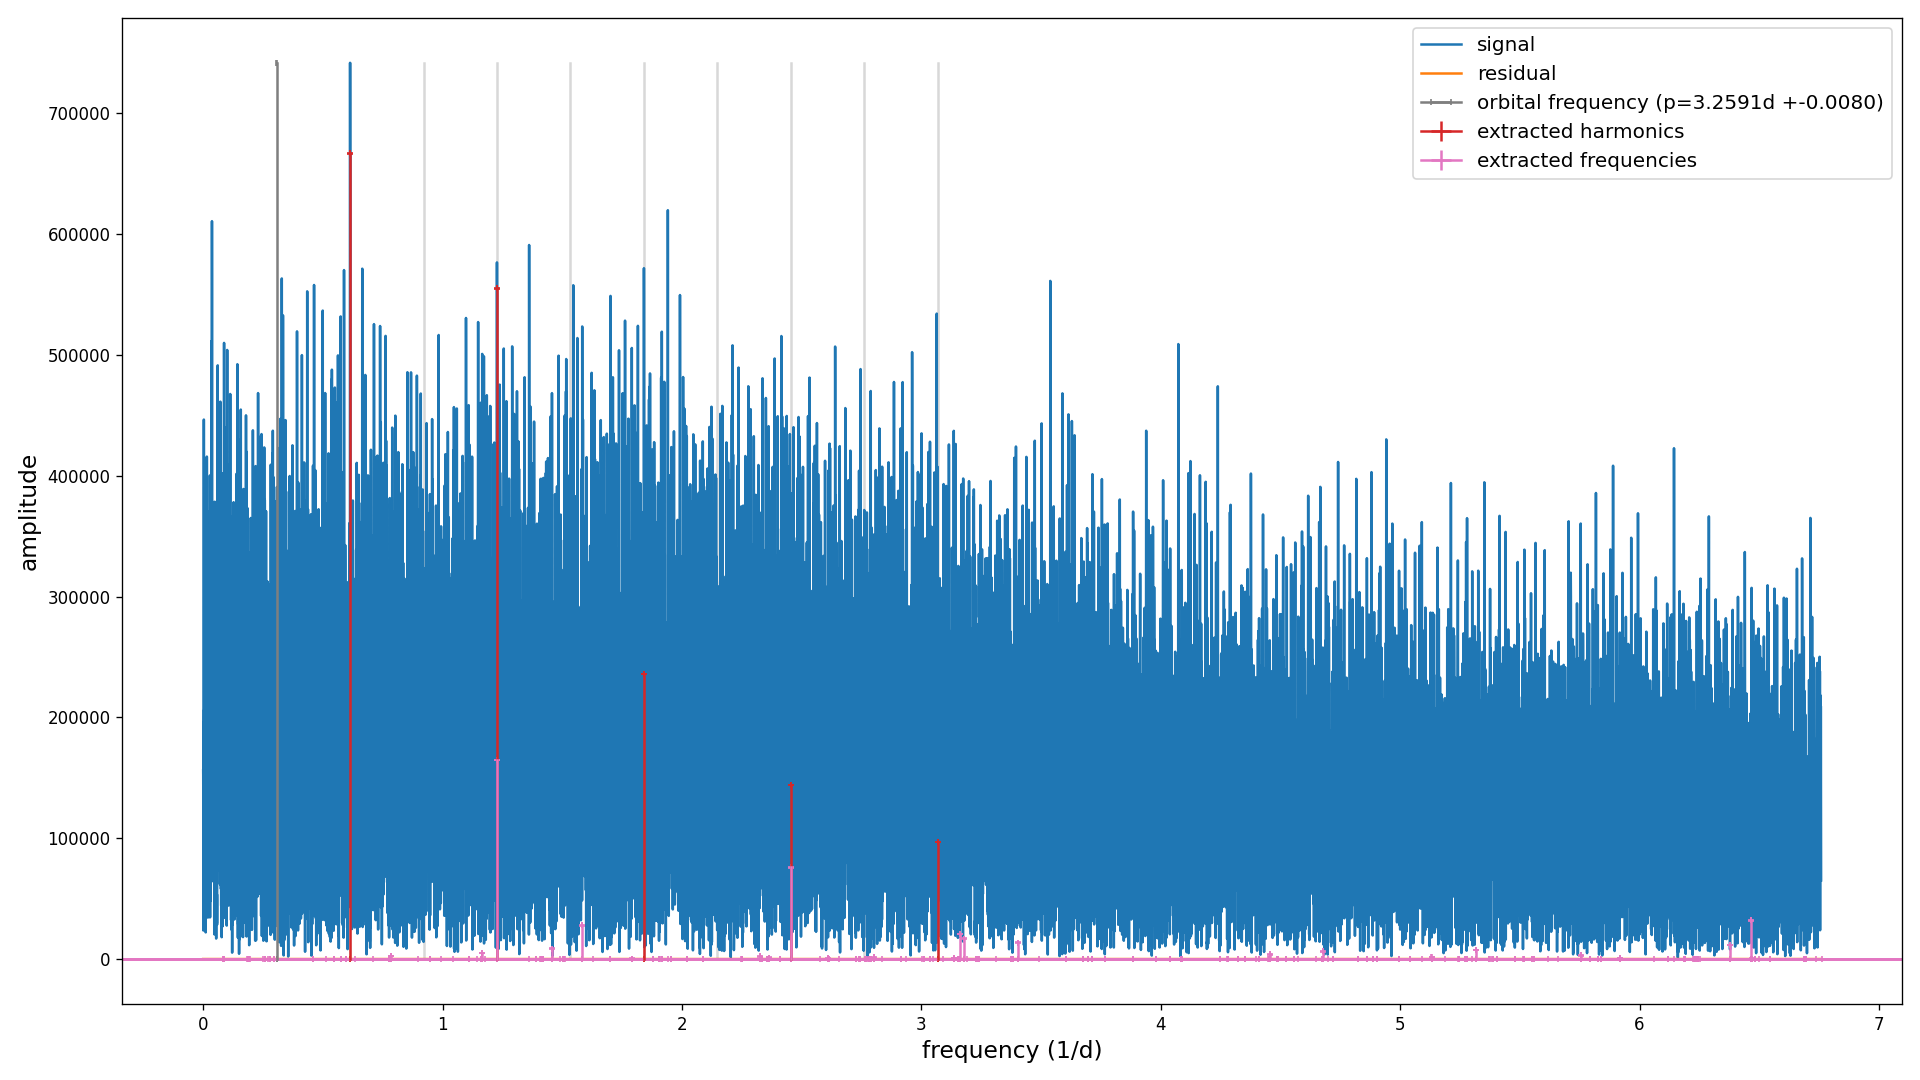 signal
residual
orbital frequency (p=3.2591d +-0.0080)
extracted harmonics
extracted frequencies
700000
600000
500000
400000
300000
200000
100000
0
amplitude
0 1 2 3 4 5 6 7
frequency (1/d)